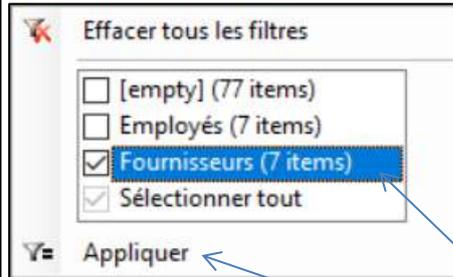 Effacer tous les filtres
[empty] (77 items)
Employés (7 items)
Fournisseurs (7 items)
Sélectionner tout
Appliquer